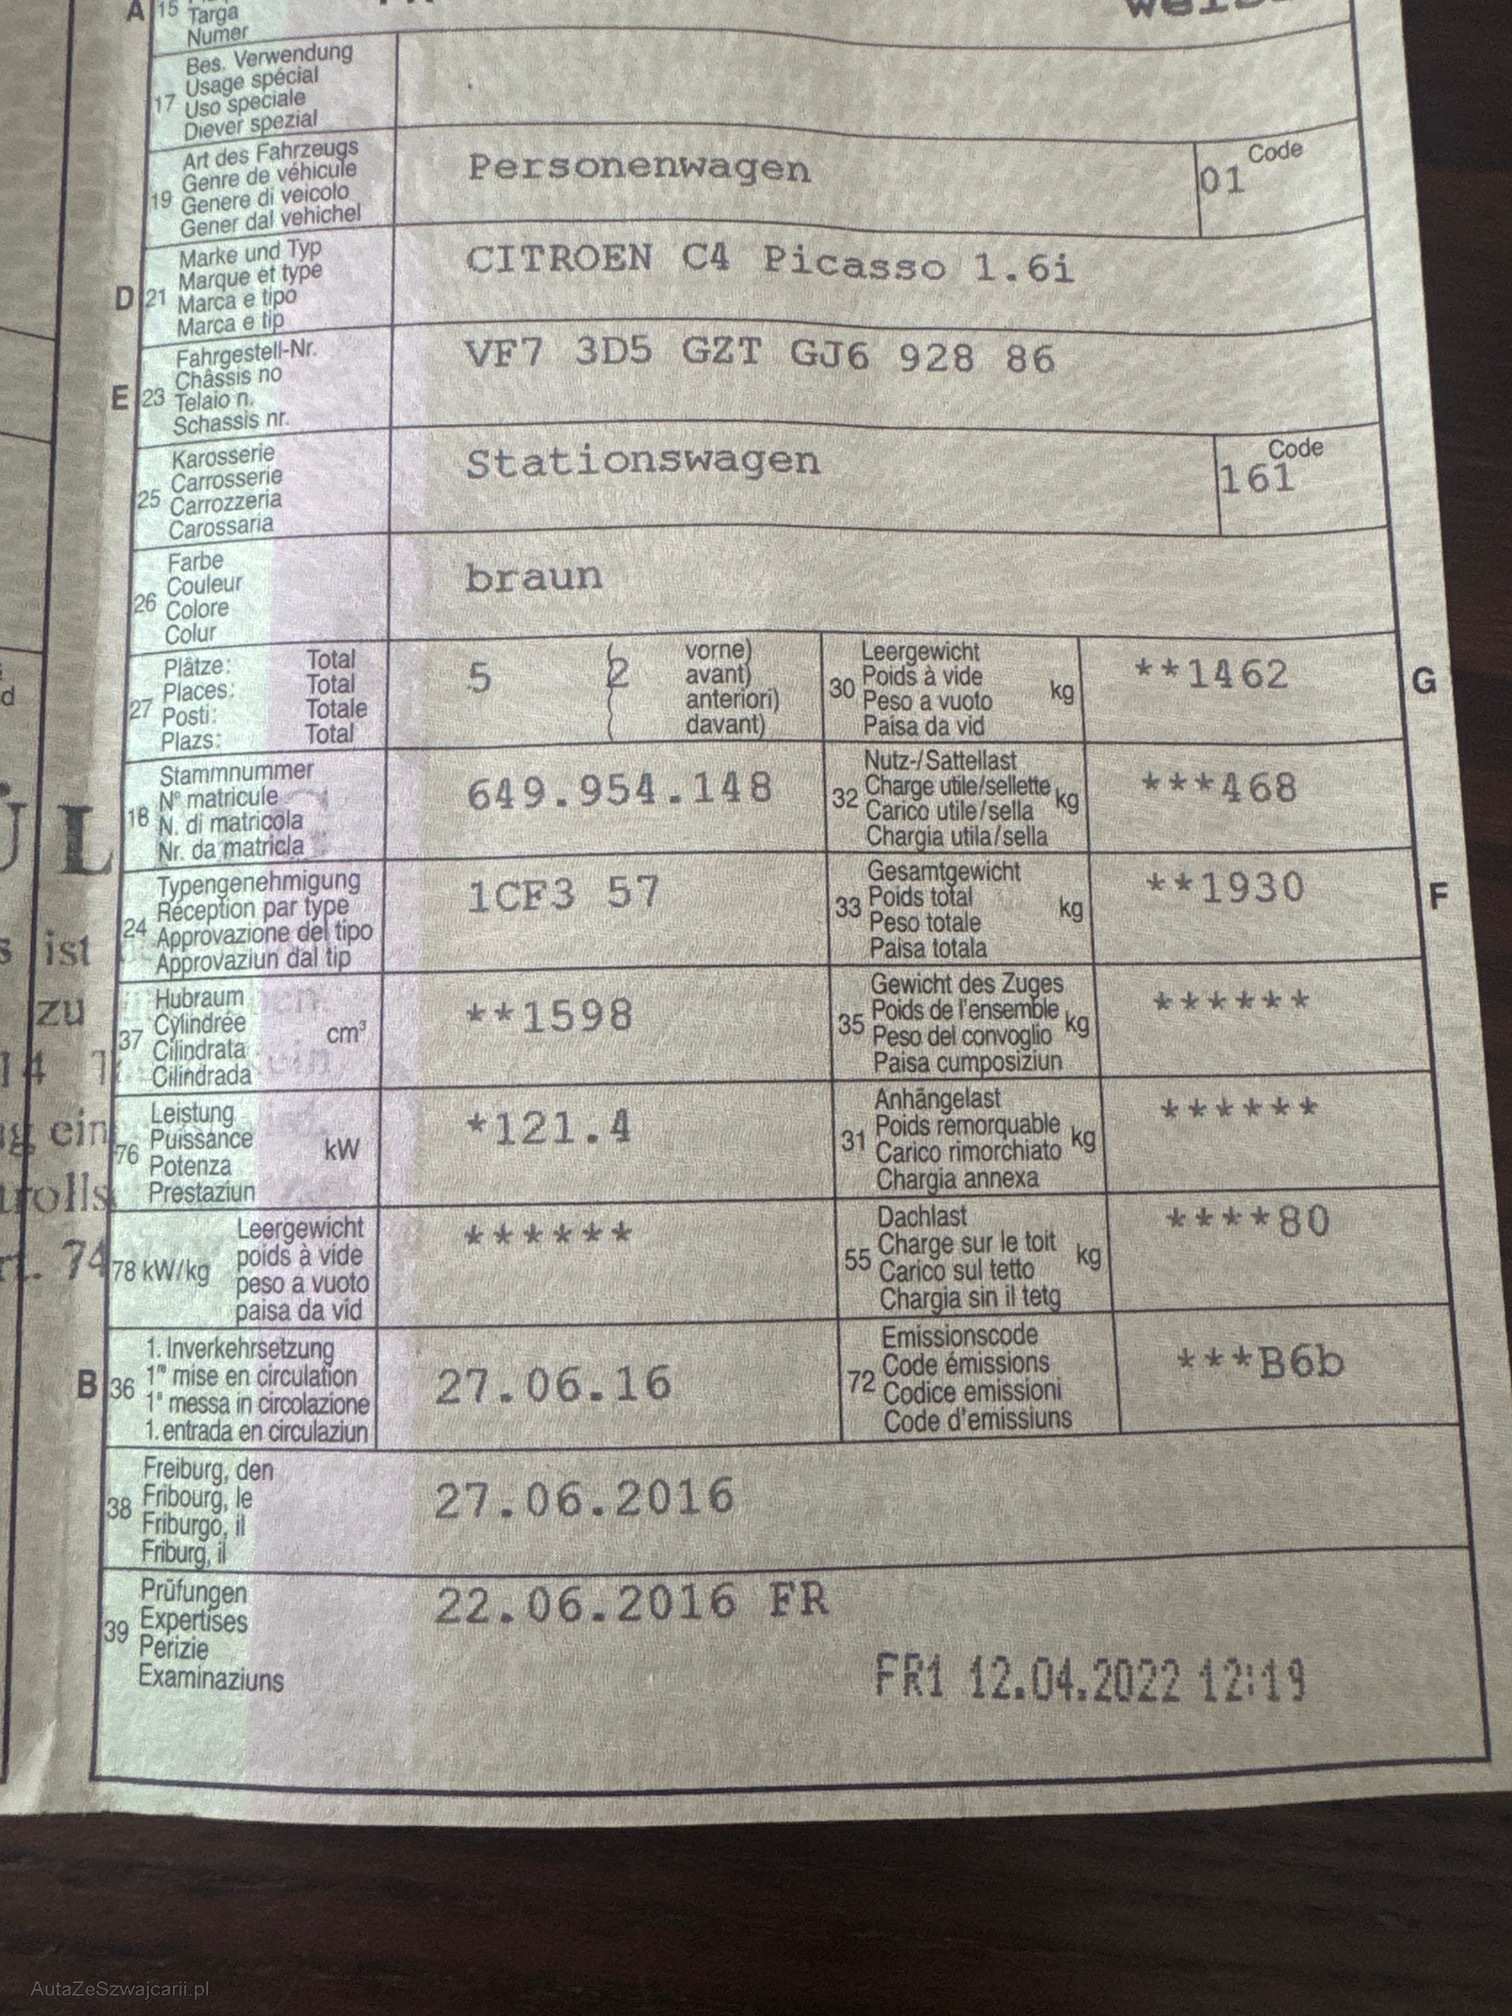 A 15 Targa
Numer
17 Bes. Verwendung
Usage spécial
Uso speciale
Diever spezial
19 Art des Fahrzeugs
Genre de véhicule
Genere di veicolo
Gener dal vehichel
Personenwagen
Code
01
D 21 Marke und Typ
Marque et type
Marca e tipo
Marca e tip
CITROEN C4 Picasso 1.6i
E 23 Fahrgestell-Nr.
Châssis no
Telaio n.
Schassis nr.
VF7 3D5 GZT GJ6 928 86
25 Karosserie
Carrosserie
Carrozzeria
Carossaria
Stationswagen
Code
161
26 Farbe
Couleur
Colore
Colur
braun
27 Plätze: Total
Places: Total
Posti: Totale
Plazs: Total
5 ( 2 vorne)
avant)
anteriori)
davant)
30 Leergewicht
Poids à vide kg
Peso a vuoto
Paisa da vid
**1462
G
18 Stammnummer
N° matricule
N. di matricola
Nr. da matricla
649.954.148
32 Nutz-/Sattellast
Charge utile/sellette kg
Carico utile/sella
Chargia utila/sella
***468
24 Typengenehmigung
Réception par type
Approvazione del tipo
Approvaziun dal tip
1CF3 57
33 Gesamtgewicht
Poids total kg
Peso totale
Paisa totala
**1930
F
37 Hubraum
Cylindrée cm³
Cilindrata
Cilindrada
**1598
35 Gewicht des Zuges
Poids de l'ensemble kg
Peso del convoglio
Paisa cumposiziun
******
76 Leistung
Puissance kW
Potenza
Prestaziun
*121.4
31 Anhängelast
Poids remorquable kg
Carico rimorchiato
Chargia annexa
******
78 kW/kg Leergewicht
poids à vide
peso a vuoto
paisa da vid
******
55 Dachlast
Charge sur le toit kg
Carico sul tetto
Chargia sin il tetg
****80
B 36 1. Inverkehrsetzung
1re mise en circulation
1a messa in circolazione
1. entrada en circulaziun
27.06.16
72 Emissionscode
Code émissions
Codice emissioni
Code d'emissiuns
***B6b
38 Freiburg, den
Fribourg, le
Friburgo, il
Friburg, il
27.06.2016
39 Prüfungen
Expertises
Perizie
Examinaziuns
22.06.2016 FR
FR1 12.04.2022 12:19
ist
zu
ein
AutaZeSzwajcarii.pl